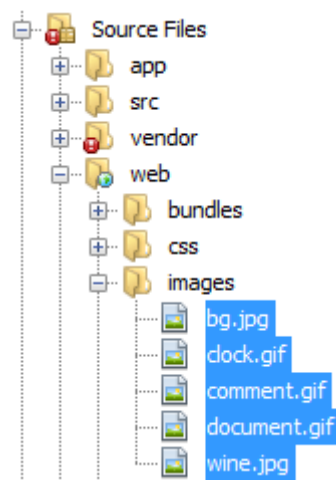 Source Files
app
src
vendor
web
bundles
css
images
bg.jpg
clock.gif
comment.gif
document.gif
wine.jpg